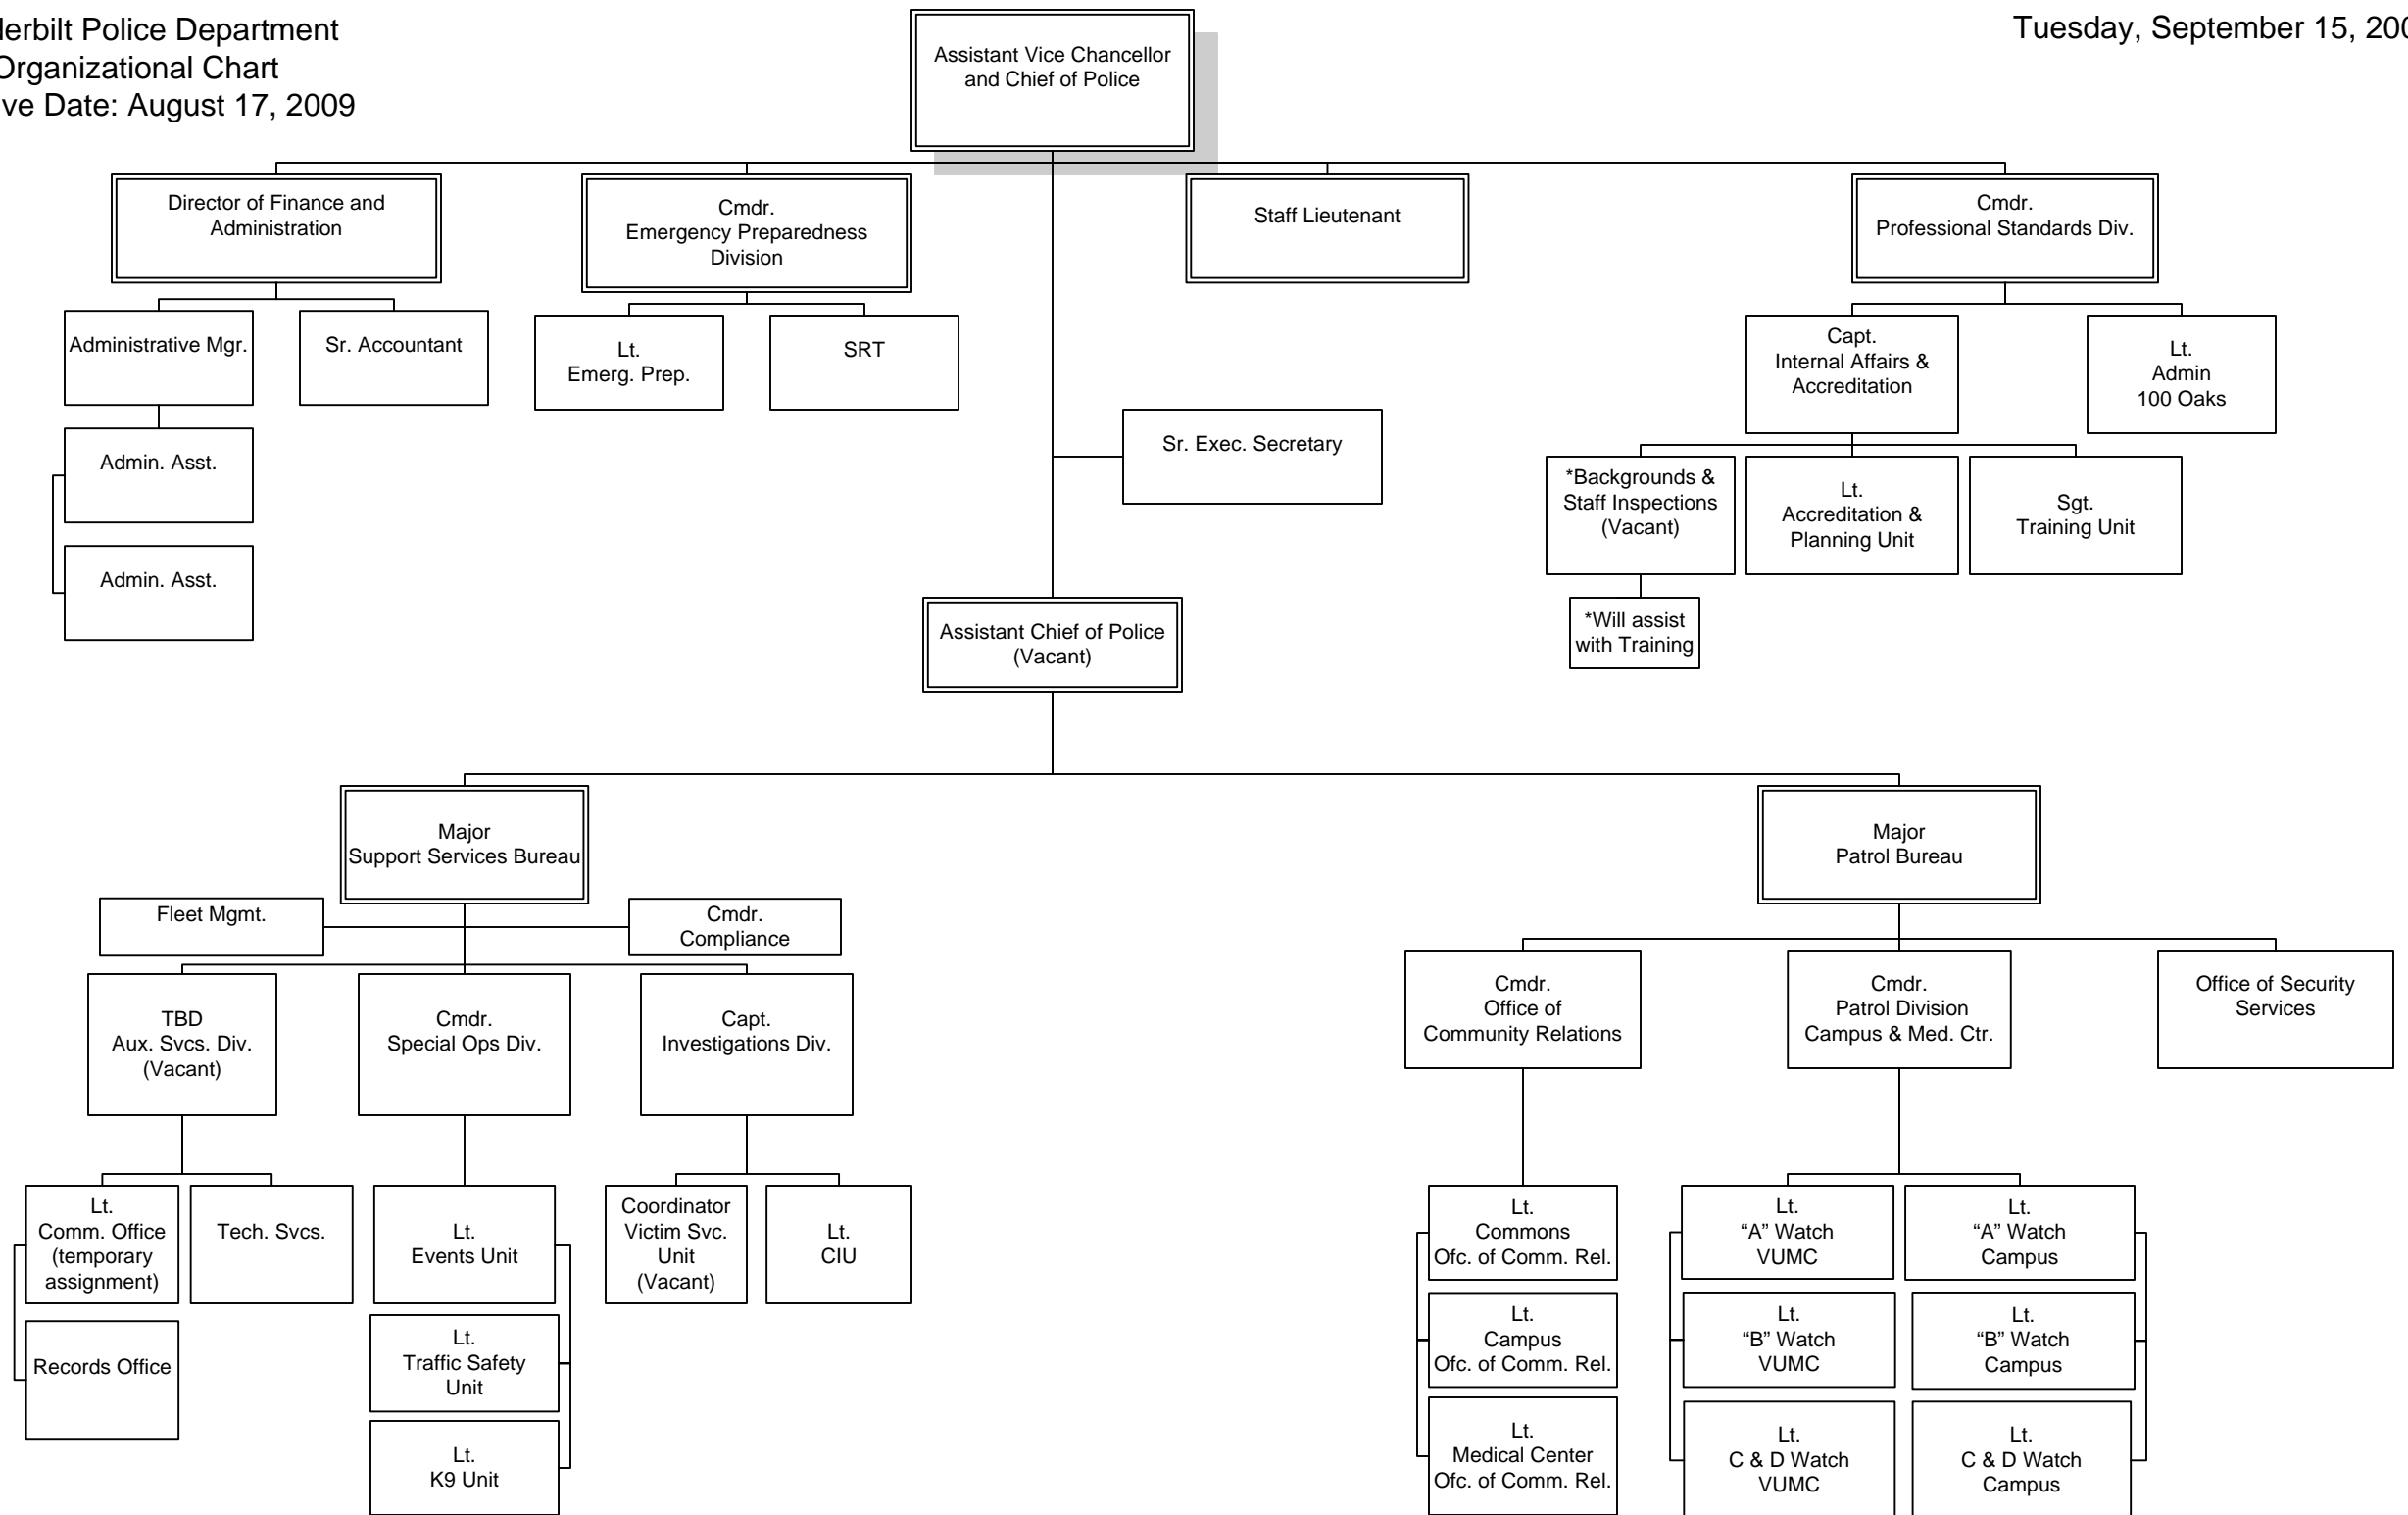 derbilt Police Department
Organizational Chart
ve Date: August 17, 2009
Tuesday, September 15, 200
Assistant Vice Chancellor
and Chief of Police
Director of Finance and
Administration
Cmdr.
Emergency Preparedness
Division
Staff Lieutenant
Cmdr.
Professional Standards Div.
Administrative Mgr.
Sr. Accountant
Lt.
Emerg. Prep.
SRT
Capt.
Internal Affairs &
Accreditation
Lt.
Admin
100 Oaks
Admin. Asst.
Sr. Exec. Secretary
*Backgrounds &
Staff Inspections
(Vacant)
Lt.
Accreditation &
Planning Unit
Sgt.
Training Unit
Admin. Asst.
*Will assist
with Training
Assistant Chief of Police
(Vacant)
Major
Support Services Bureau
Major
Patrol Bureau
Fleet Mgmt.
Cmdr.
Compliance
TBD
Aux. Svcs. Div.
(Vacant)
Cmdr.
Special Ops Div.
Capt.
Investigations Div.
Cmdr.
Office of
Community Relations
Cmdr.
Patrol Division
Campus & Med. Ctr.
Office of Security
Services
Lt.
Comm. Office
(temporary
assignment)
Tech. Svcs.
Lt.
Events Unit
Coordinator
Victim Svc.
Unit
(Vacant)
Lt.
CIU
Lt.
Commons
Ofc. of Comm. Rel.
Lt.
“A” Watch
VUMC
Lt.
“A” Watch
Campus
Records Office
Lt.
Traffic Safety
Unit
Lt.
Campus
Ofc. of Comm. Rel.
Lt.
“B” Watch
VUMC
Lt.
“B” Watch
Campus
Lt.
K9 Unit
Lt.
Medical Center
Ofc. of Comm. Rel.
Lt.
C & D Watch
VUMC
Lt.
C & D Watch
Campus